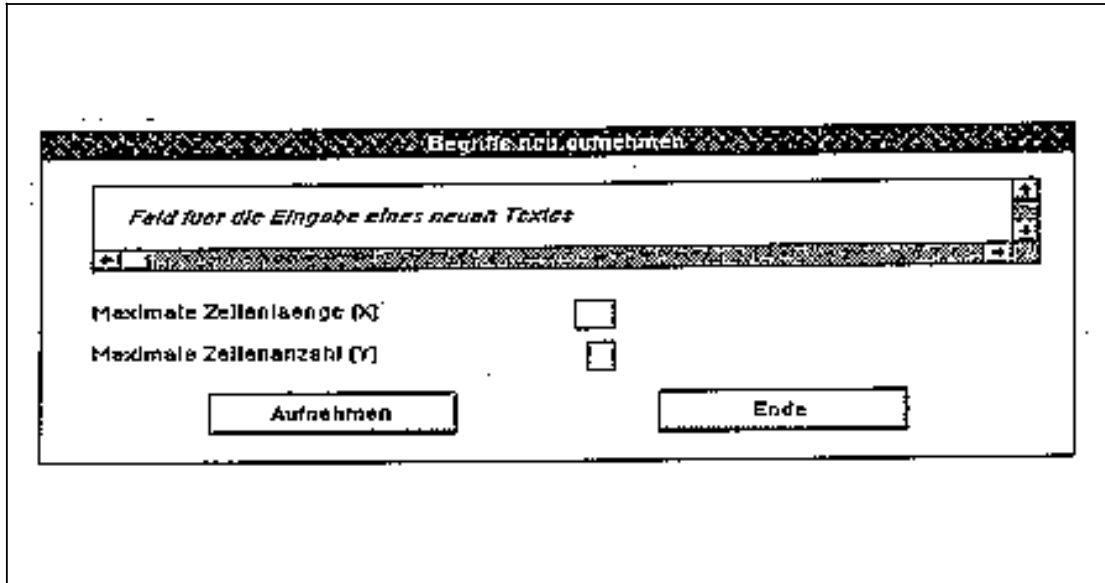 Begriffe neu aufnehmen
Feld fuer die Eingabe eines neuen Textes
Maximale Zeilenlaenge (X)
Maximale Zeilenanzahl (Y)
Aufnehmen
Ende